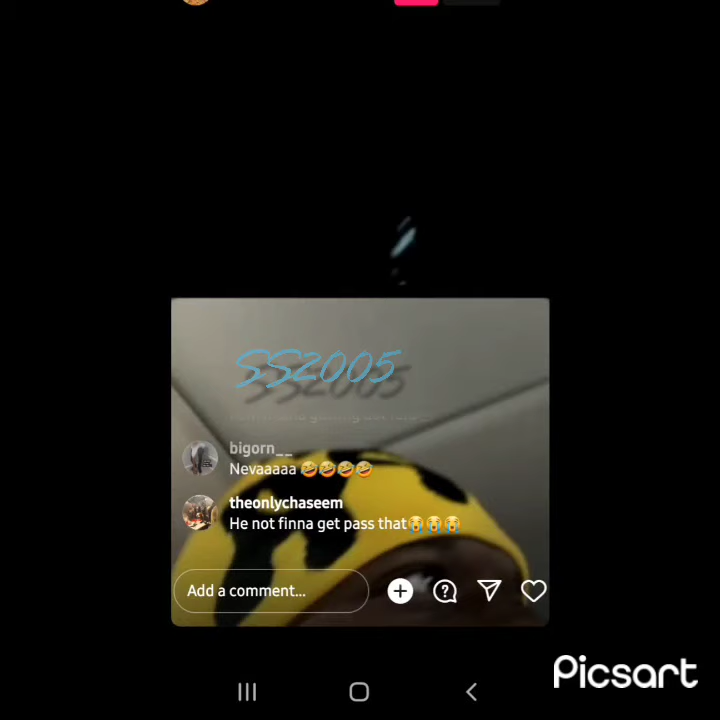 SS2005
bigorn__
Nevaaaaa 🤣🤣🤣🤣
theonlychaseem
He not finna get pass that😭😭😭
Add a comment...
Picsart